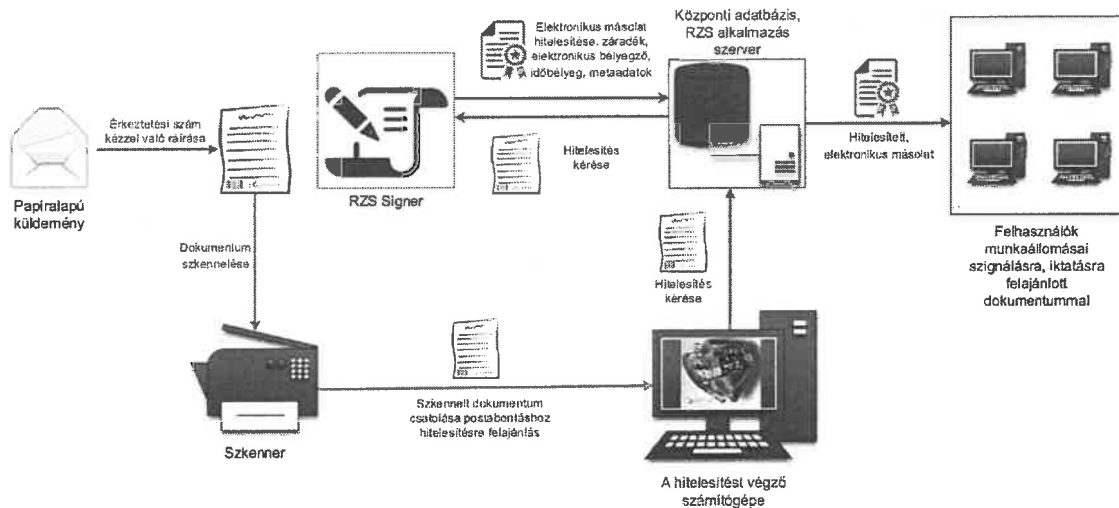 Elektronikus másolat
hitelesítése. záradék,
elektronikus bélyegző,
időbélyeg, metaadatok
Központi adatbázis,
RZS alkalmazás
szerver
Érkeztetési szám
kézzel való ráírása
Hitelesítés
kérése
Hitelesített,
elektronikus másolat
RZS Signer
Papíralapú
küldemény
Dokumentum
szkennelése
Hitelesítés
kérése
Felhasználók
munkaállomásai
szignálásra, iktatásra
felajánlott
dokumentummal
Szkennelt dokumentum
csatolása postabontáshoz
hitelesítésre felajánlás
Szkenner
A hitelesítést végző
számítógépe